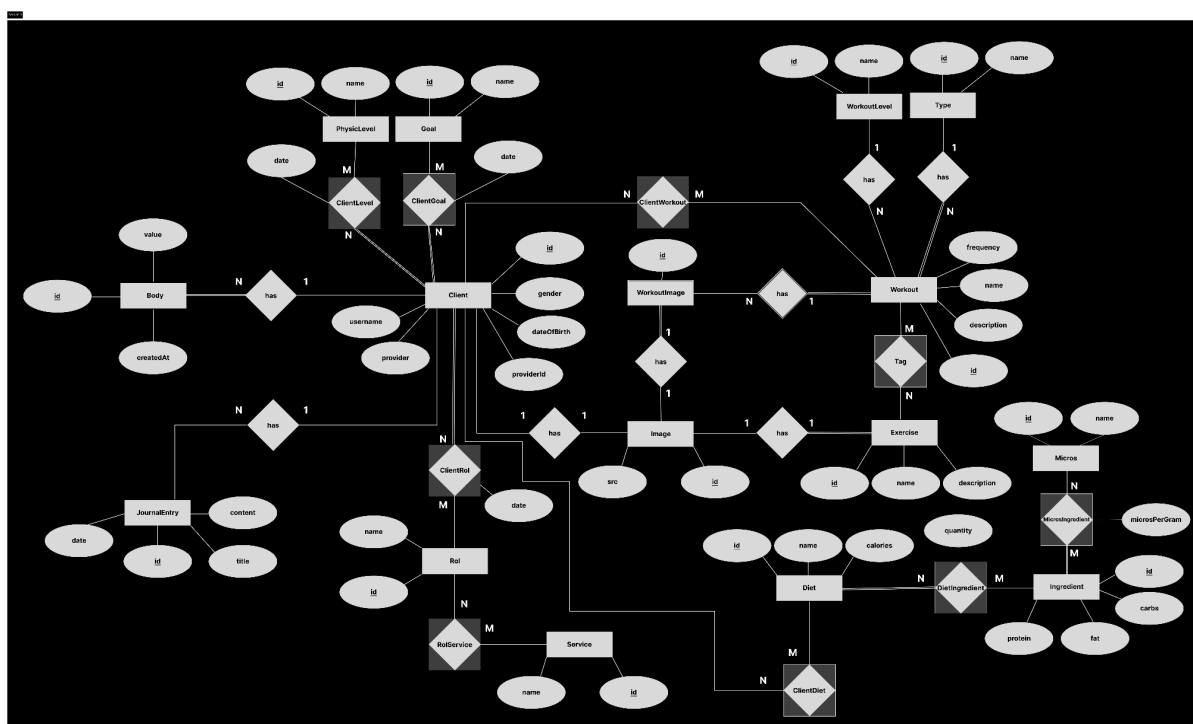 id
name
id
name
PhysicLevel
Goal
date
date
M
M
ClientLevel
ClientGoal
N
N
id
name
id
name
WorkoutLevel
Type
1
1
has
has
N
N
N
ClientWorkout
M
value
id
Body
N
has
1
Client
createdAt
id
gender
dateOfBirth
providerId
username
provider
id
WorkoutImage
N
has
1
Workout
frequency
name
description
id
1
has
1
M
Tag
N
N
has
1
1
has
1
Image
1
has
1
Exercise
src
id
id
name
description
JournalEntry
content
date
id
title
N
ClientRol
M
date
name
Rol
id
N
RolService
M
Service
name
id
id
name
Micros
N
MicrosIngredient
microsPerGram
M
id
name
calories
quantity
Diet
N
DietIngredient
M
Ingredient
id
carbs
protein
fat
M
N
ClientDiet